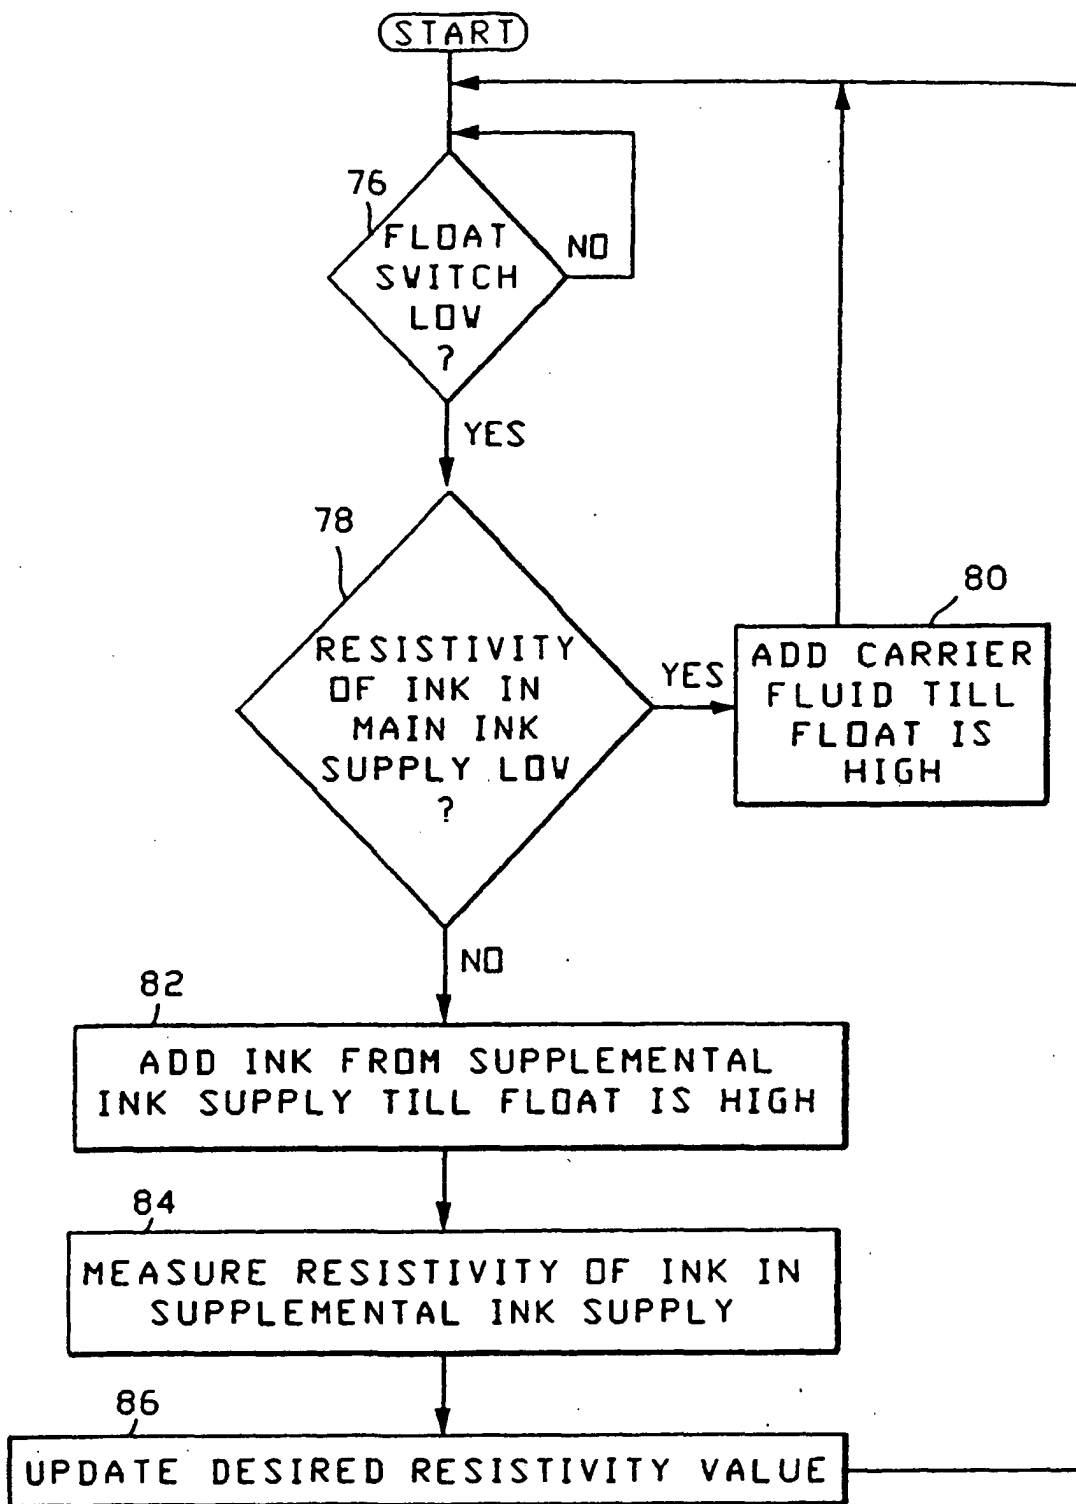 START
76
FLOAT
SWITCH
LOW
?
NO
YES
78
RESISTIVITY
OF INK IN
MAIN INK
SUPPLY LOW
?
YES
80
ADD CARRIER
FLUID TILL
FLOAT IS
HIGH
NO
82
ADD INK FROM SUPPLEMENTAL
INK SUPPLY TILL FLOAT IS HIGH
84
MEASURE RESISTIVITY OF INK IN
SUPPLEMENTAL INK SUPPLY
86
UPDATE DESIRED RESISTIVITY VALUE